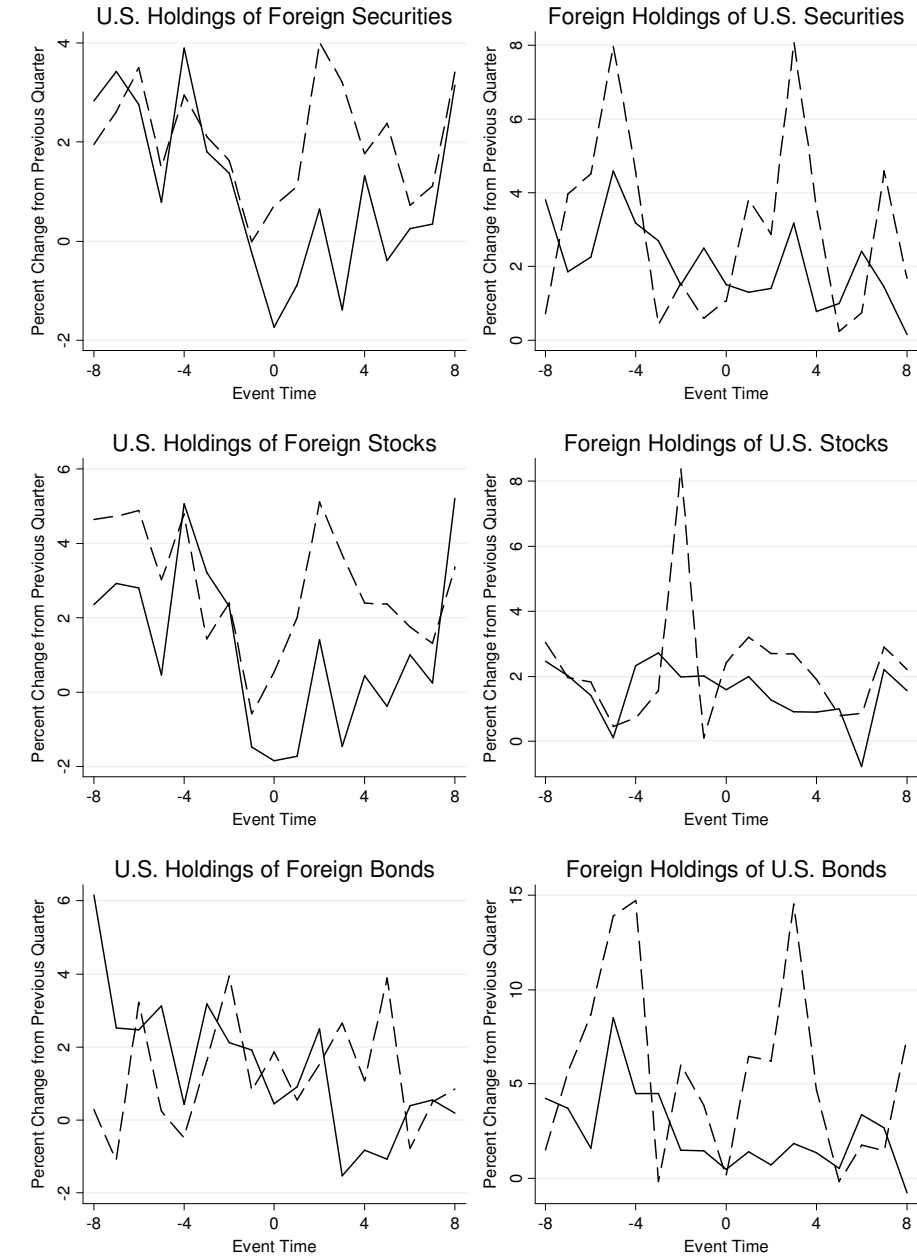 U.S. Holdings of Foreign Securities
Percent Change from Previous Quarter
4
2
0
-2
-8 -4 0 4 8
Event Time
Foreign Holdings of U.S. Securities
Percent Change from Previous Quarter
8
6
4
2
0
-8 -4 0 4 8
Event Time
U.S. Holdings of Foreign Stocks
Percent Change from Previous Quarter
6
4
2
0
-2
-8 -4 0 4 8
Event Time
Foreign Holdings of U.S. Stocks
Percent Change from Previous Quarter
8
6
4
2
0
-8 -4 0 4 8
Event Time
U.S. Holdings of Foreign Bonds
Percent Change from Previous Quarter
6
4
2
0
-2
-8 -4 0 4 8
Event Time
Foreign Holdings of U.S. Bonds
Percent Change from Previous Quarter
15
10
5
0
-8 -4 0 4 8
Event Time